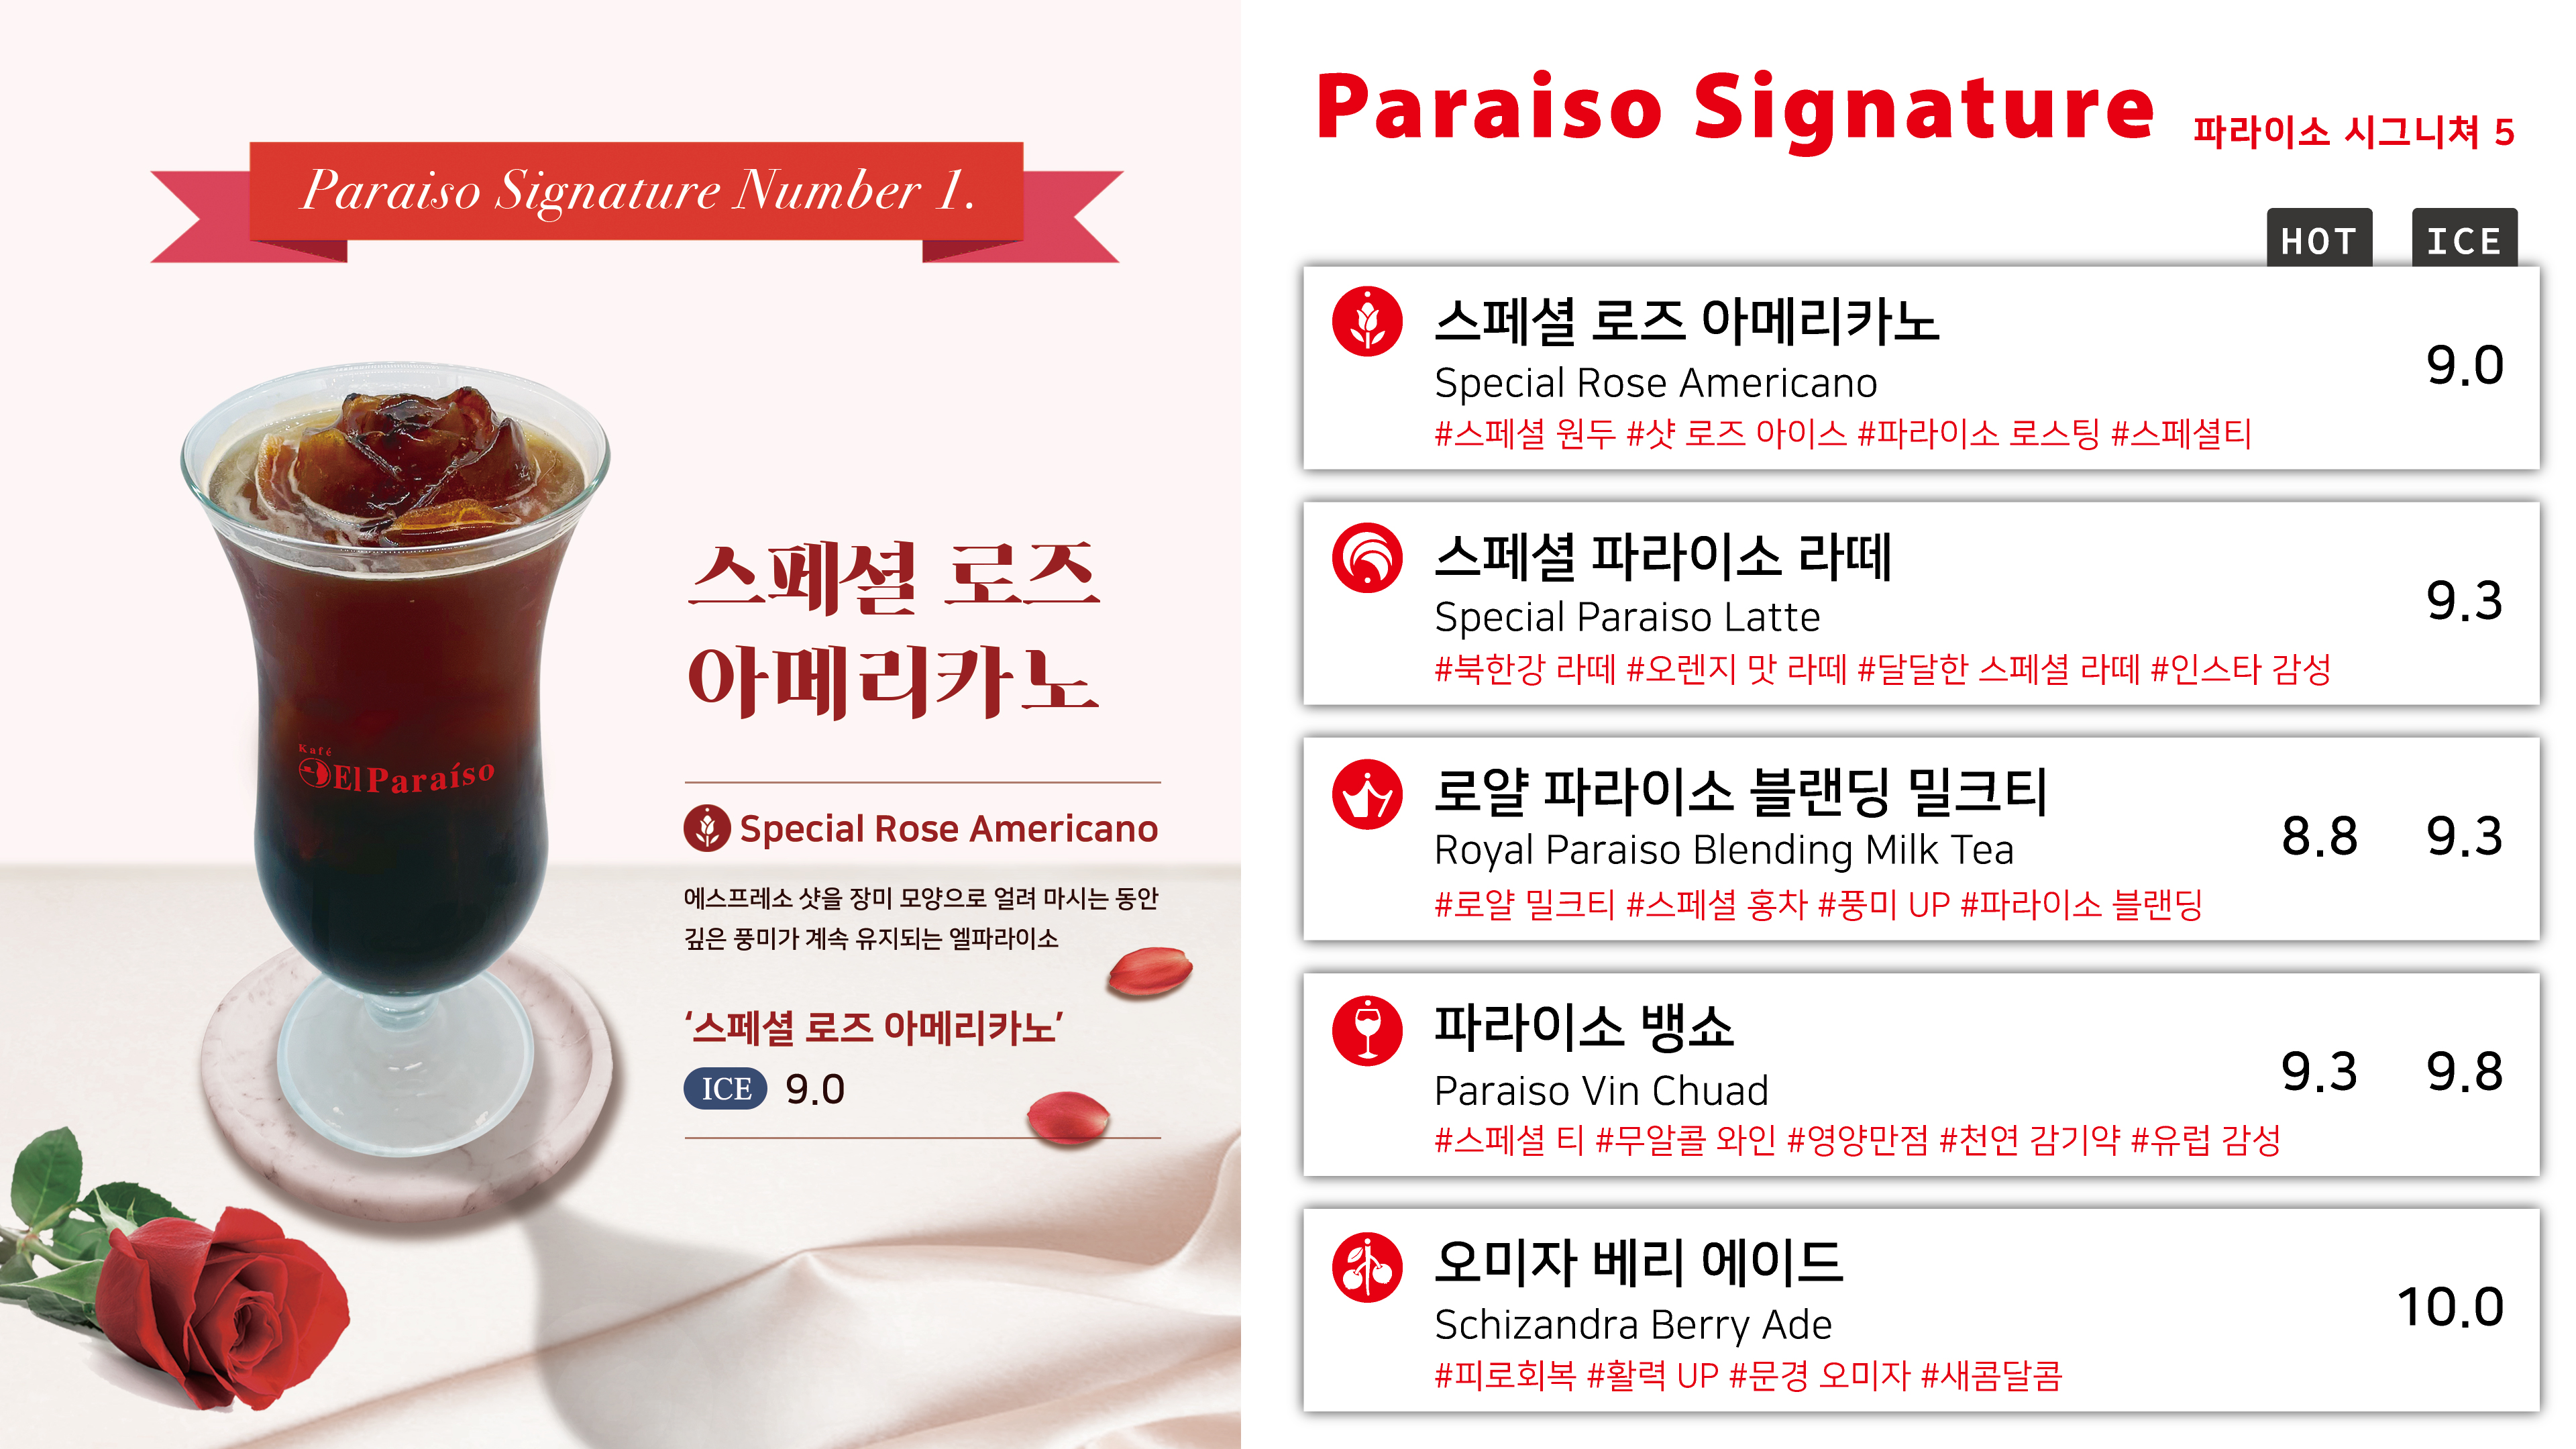 Paraiso Signature Number 1.
Kafé
El Paraíso
스페셜 로즈
아메리카노
Special Rose Americano
에스프레소 샷을 장미 모양으로 얼려 마시는 동안
깊은 풍미가 계속 유지되는 엘파라이소
‘스페셜 로즈 아메리카노’
ICE 9.0
Paraiso Signature 파라이소 시그니쳐 5
HOT ICE
스페셜 로즈 아메리카노
Special Rose Americano
9.0
#스페셜 원두 #샷 로즈 아이스 #파라이소 로스팅 #스페셜티
스페셜 파라이소 라떼
Special Paraiso Latte
9.3
#북한강 라떼 #오렌지 맛 라떼 #달달한 스페셜 라떼 #인스타 감성
로얄 파라이소 블랜딩 밀크티
Royal Paraiso Blending Milk Tea
8.8 9.3
#로얄 밀크티 #스페셜 홍차 #풍미 UP #파라이소 블랜딩
파라이소 뱅쇼
Paraiso Vin Chuad
9.3 9.8
#스페셜 티 #무알콜 와인 #영양만점 #천연 감기약 #유럽 감성
오미자 베리 에이드
Schizandra Berry Ade
10.0
#피로회복 #활력 UP #문경 오미자 #새콤달콤